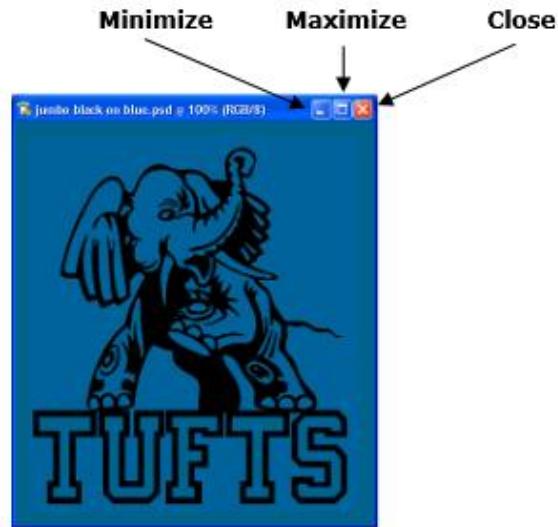 Minimize Maximize Close
jumbo black on blue.psd @ 100% (RGB/8)
TUFTS